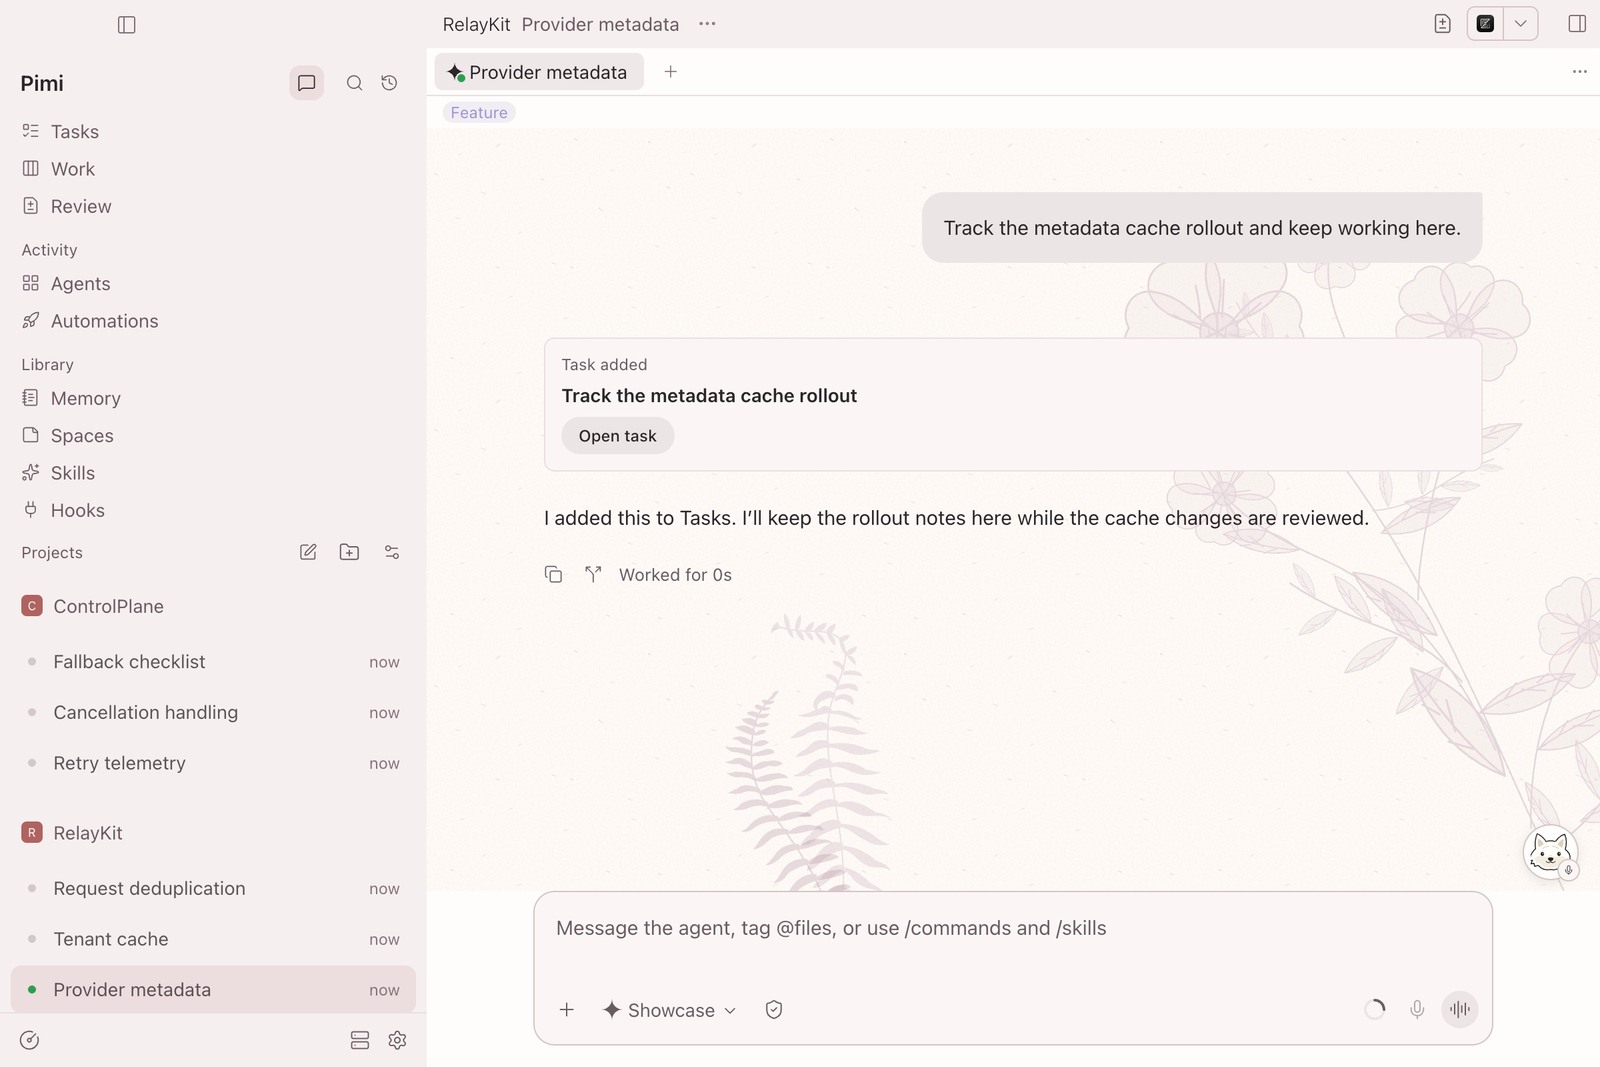 RelayKit Provider metadata
Pimi
Provider metadata
Feature
Tasks
Work
Review
Activity
Agents
Automations
Library
Memory
Spaces
Skills
Hooks
Projects
C ControlPlane
Fallback checklist now
Cancellation handling now
Retry telemetry now
R RelayKit
Request deduplication now
Tenant cache now
Provider metadata now
Track the metadata cache rollout and keep working here.
Task added
Track the metadata cache rollout
Open task
I added this to Tasks. I’ll keep the rollout notes here while the cache changes are reviewed.
Worked for 0s
Message the agent, tag @files, or use /commands and /skills
Showcase